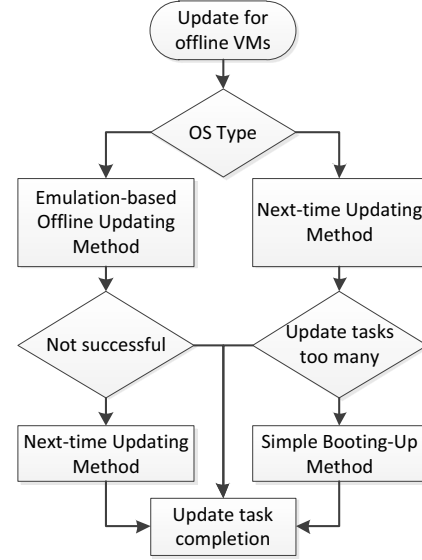 Update for
offline VMs
OS Type
Emulation-based
Offline Updating
Method
Next-time Updating
Method
Not successful
Update tasks
too many
Next-time Updating
Method
Simple Booting-Up
Method
Update task
completion